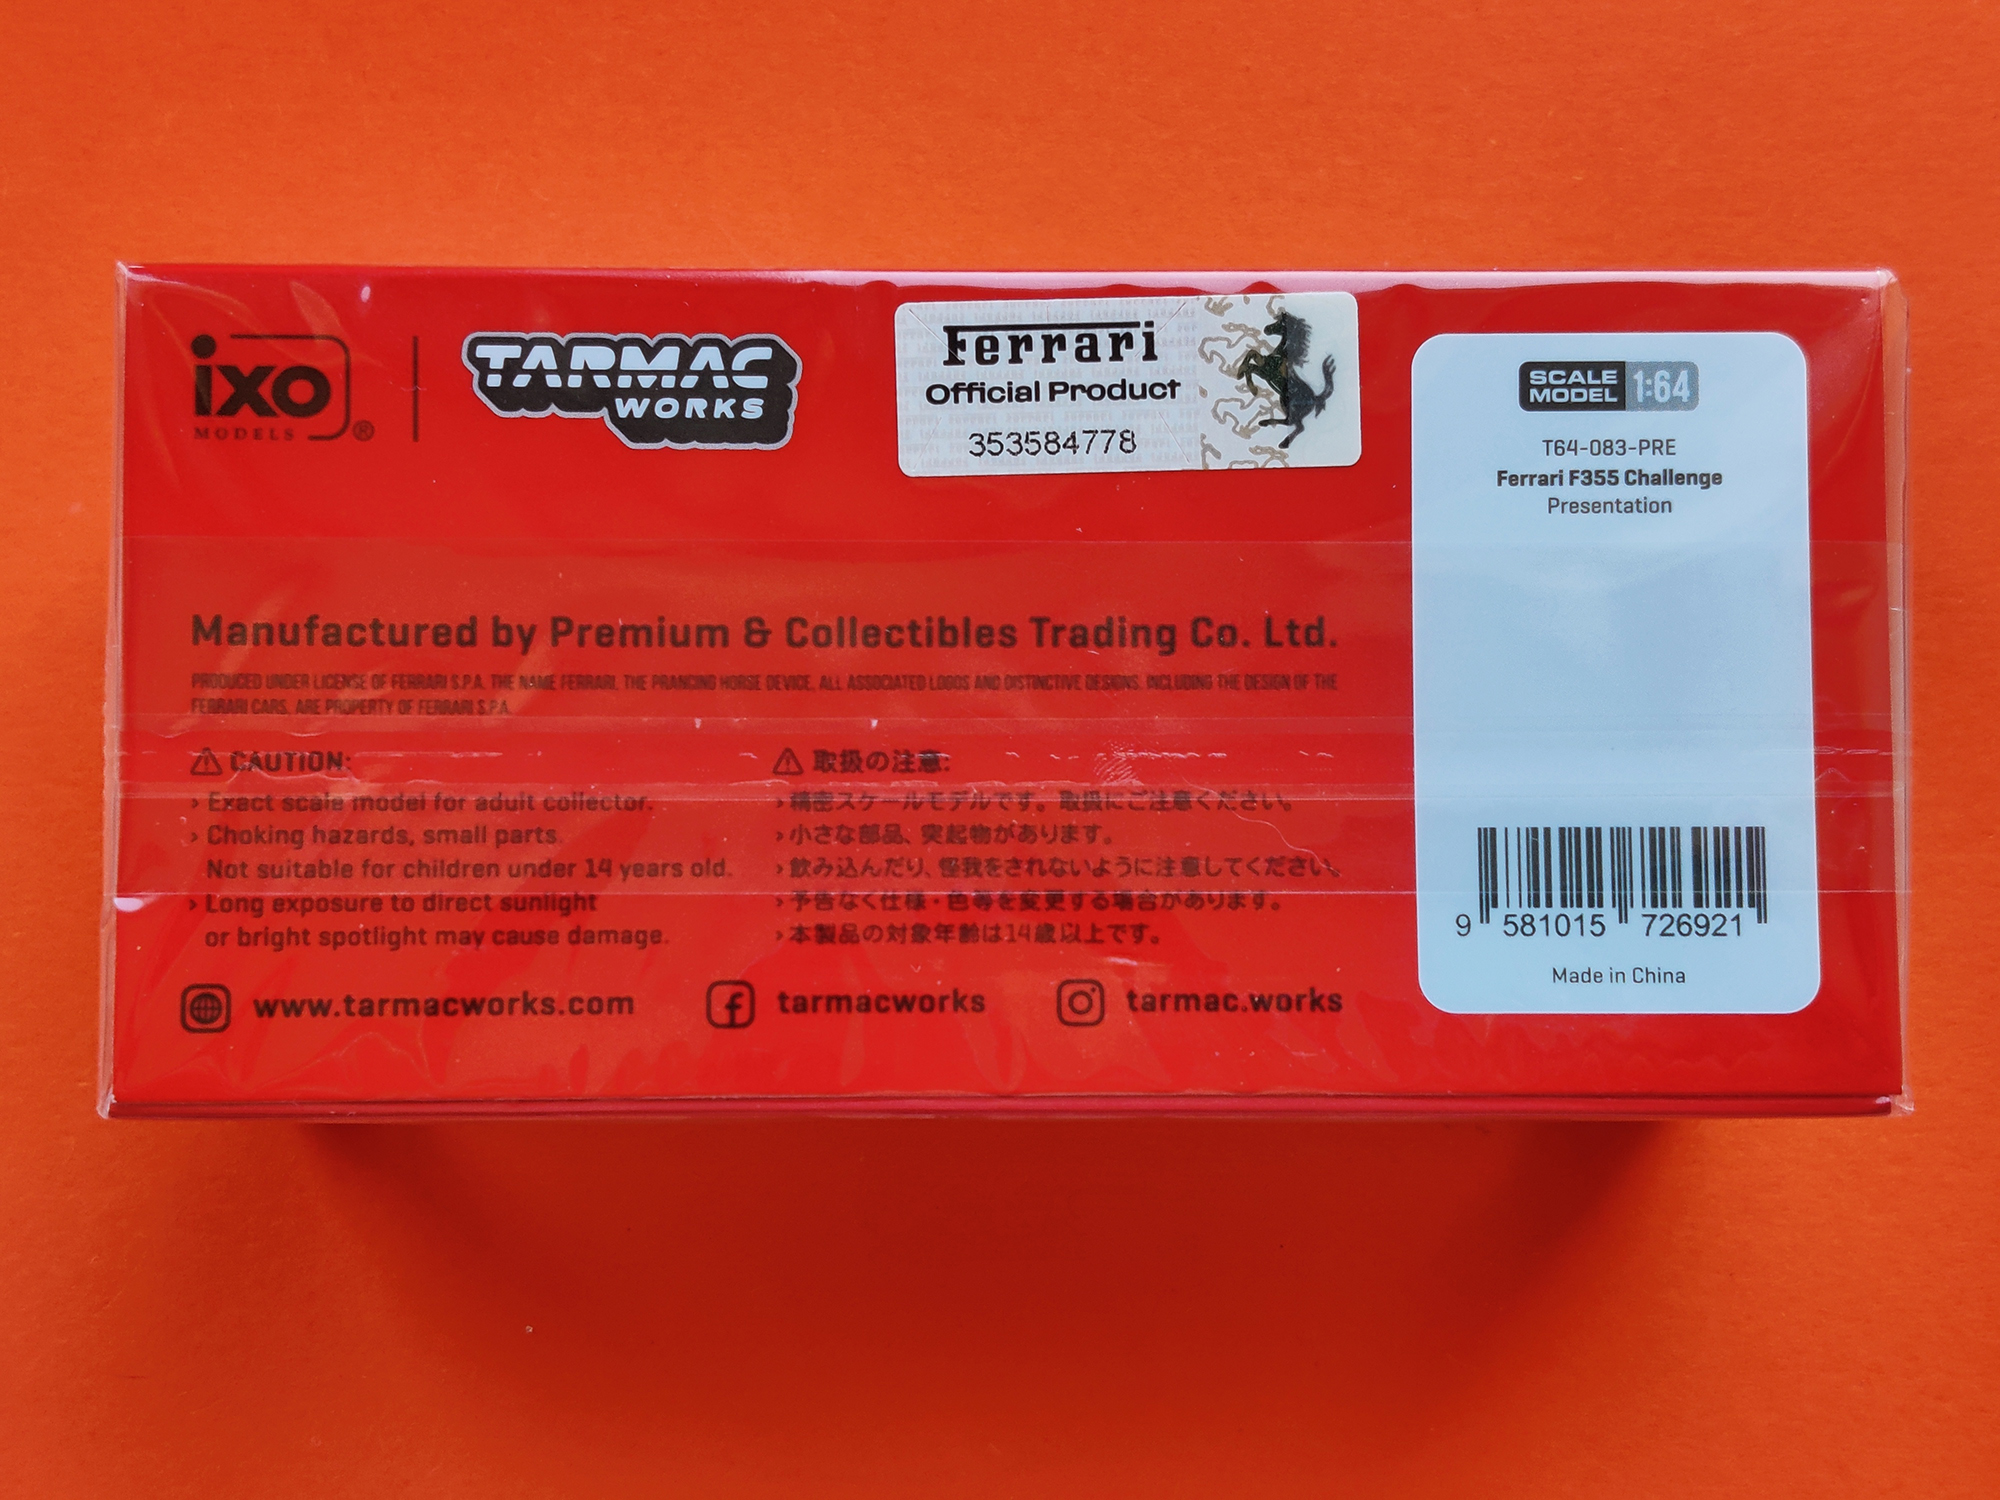 ixo
MODELS ®
TARMAC
WORKS
Ferrari
Official Product
353584778
SCALE
MODEL 1:64
T64-083-PRE
Ferrari F355 Challenge
Presentation
Manufactured by Premium & Collectibles Trading Co. Ltd.
PRODUCED UNDER LICENSE OF FERRARI S.P.A. THE NAME FERRARI, THE PRANCING HORSE DEVICE, ALL ASSOCIATED LOGOS AND DISTINCTIVE DESIGNS, INCLUDING THE DESIGN OF THE
FERRARI CARS, ARE PROPERTY OF FERRARI S.P.A.
CAUTION:
› Exact scale model for adult collector.
› Choking hazards, small parts.
Not suitable for children under 14 years old.
› Long exposure to direct sunlight
or bright spotlight may cause damage.
取扱の注意:
› 精密スケールモデルです。取扱にご注意ください。
› 小さな部品、突起物があります。
› 飲み込んだり、怪我をされないように注意してください。
› 予告なく仕様・色等を変更する場合があります。
› 本製品の対象年齢は14歳以上です。
www.tarmacworks.com
tarmacworks
tarmac.works
9 581015 726921
Made in China